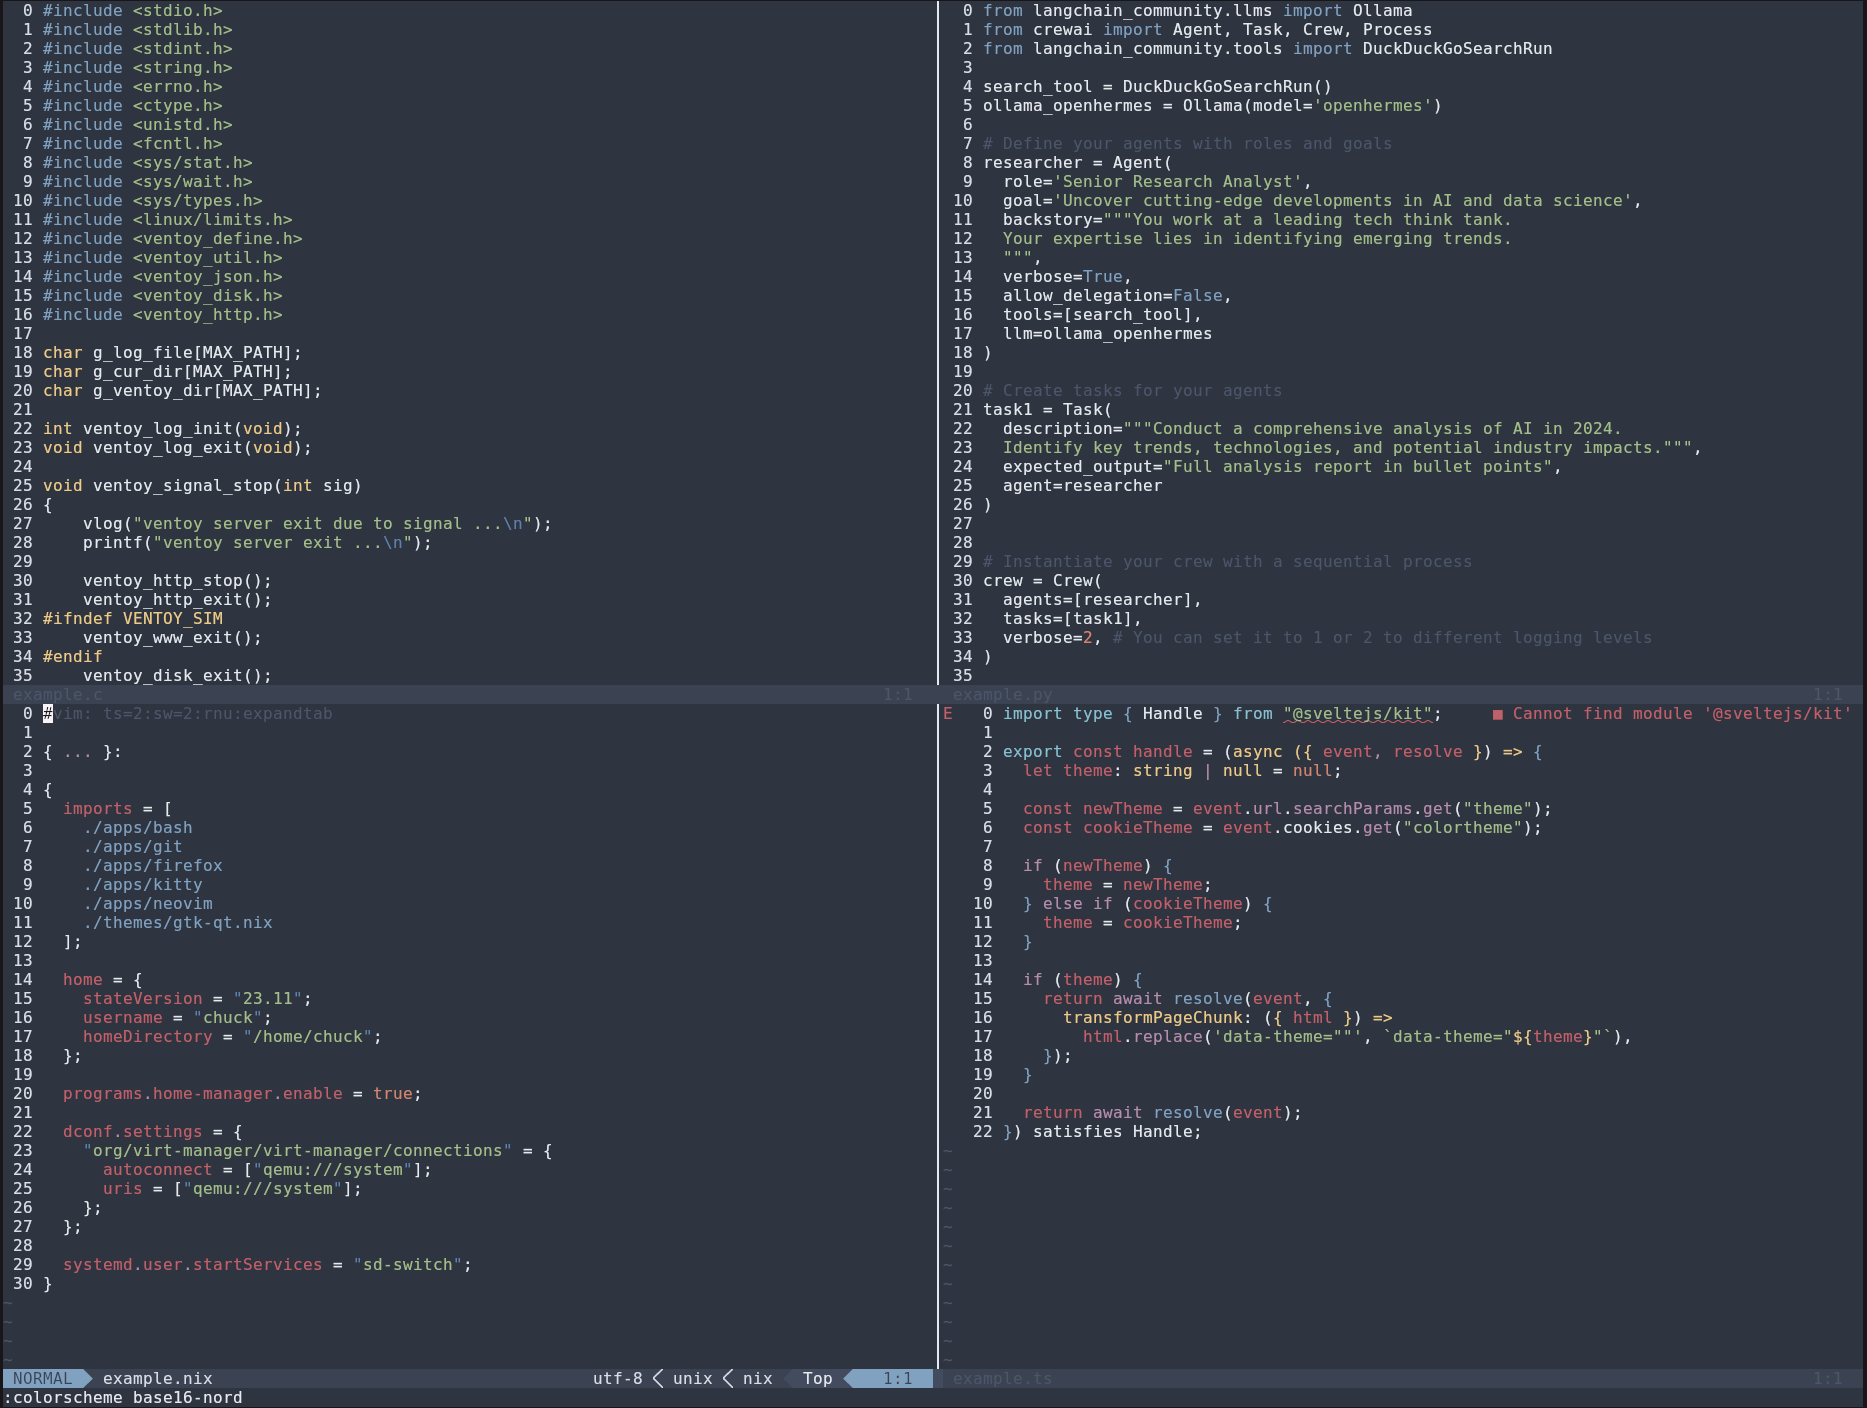 0 #include <stdio.h>
1 #include <stdlib.h>
2 #include <stdint.h>
3 #include <string.h>
4 #include <errno.h>
5 #include <ctype.h>
6 #include <unistd.h>
7 #include <fcntl.h>
8 #include <sys/stat.h>
9 #include <sys/wait.h>
10 #include <sys/types.h>
11 #include <linux/limits.h>
12 #include <ventoy_define.h>
13 #include <ventoy_util.h>
14 #include <ventoy_json.h>
15 #include <ventoy_disk.h>
16 #include <ventoy_http.h>
17
18 char g_log_file[MAX_PATH];
19 char g_cur_dir[MAX_PATH];
20 char g_ventoy_dir[MAX_PATH];
21
22 int ventoy_log_init(void);
23 void ventoy_log_exit(void);
24
25 void ventoy_signal_stop(int sig)
26 {
27     vlog("ventoy server exit due to signal ...\n");
28     printf("ventoy server exit ...\n");
29
30     ventoy_http_stop();
31     ventoy_http_exit();
32 #ifndef VENTOY_SIM
33     ventoy_www_exit();
34 #endif
35     ventoy_disk_exit();
example.c 1:1
0 from langchain_community.llms import Ollama
1 from crewai import Agent, Task, Crew, Process
2 from langchain_community.tools import DuckDuckGoSearchRun
3
4 search_tool = DuckDuckGoSearchRun()
5 ollama_openhermes = Ollama(model='openhermes')
6
7 # Define your agents with roles and goals
8 researcher = Agent(
9   role='Senior Research Analyst',
10   goal='Uncover cutting-edge developments in AI and data science',
11   backstory="""You work at a leading tech think tank.
12   Your expertise lies in identifying emerging trends.
13   """,
14   verbose=True,
15   allow_delegation=False,
16   tools=[search_tool],
17   llm=ollama_openhermes
18 )
19
20 # Create tasks for your agents
21 task1 = Task(
22   description="""Conduct a comprehensive analysis of AI in 2024.
23   Identify key trends, technologies, and potential industry impacts.""",
24   expected_output="Full analysis report in bullet points",
25   agent=researcher
26 )
27
28
29 # Instantiate your crew with a sequential process
30 crew = Crew(
31   agents=[researcher],
32   tasks=[task1],
33   verbose=2, # You can set it to 1 or 2 to different logging levels
34 )
35
example.py 1:1
0 #vim: ts=2:sw=2:rnu:expandtab
1
2 { ... }:
3
4 {
5   imports = [
6     ./apps/bash
7     ./apps/git
8     ./apps/firefox
9     ./apps/kitty
10     ./apps/neovim
11     ./themes/gtk-qt.nix
12   ];
13
14   home = {
15     stateVersion = "23.11";
16     username = "chuck";
17     homeDirectory = "/home/chuck";
18   };
19
20   programs.home-manager.enable = true;
21
22   dconf.settings = {
23     "org/virt-manager/virt-manager/connections" = {
24       autoconnect = ["qemu:///system"];
25       uris = ["qemu:///system"];
26     };
27   };
28
29   systemd.user.startServices = "sd-switch";
30 }
~
~
~
~
NORMAL example.nix utf-8 unix nix Top 1:1
:colorscheme base16-nord
E 0 import type { Handle } from "@sveltejs/kit"; ■ Cannot find module '@sveltejs/kit'
1
2 export const handle = (async ({ event, resolve }) => {
3   let theme: string | null = null;
4
5   const newTheme = event.url.searchParams.get("theme");
6   const cookieTheme = event.cookies.get("colortheme");
7
8   if (newTheme) {
9     theme = newTheme;
10   } else if (cookieTheme) {
11     theme = cookieTheme;
12   }
13
14   if (theme) {
15     return await resolve(event, {
16       transformPageChunk: ({ html }) =>
17         html.replace('data-theme=""', `data-theme="${theme}"`),
18     });
19   }
20
21   return await resolve(event);
22 }) satisfies Handle;
~
~
~
~
~
~
~
~
~
~
~
~
example.ts 1:1